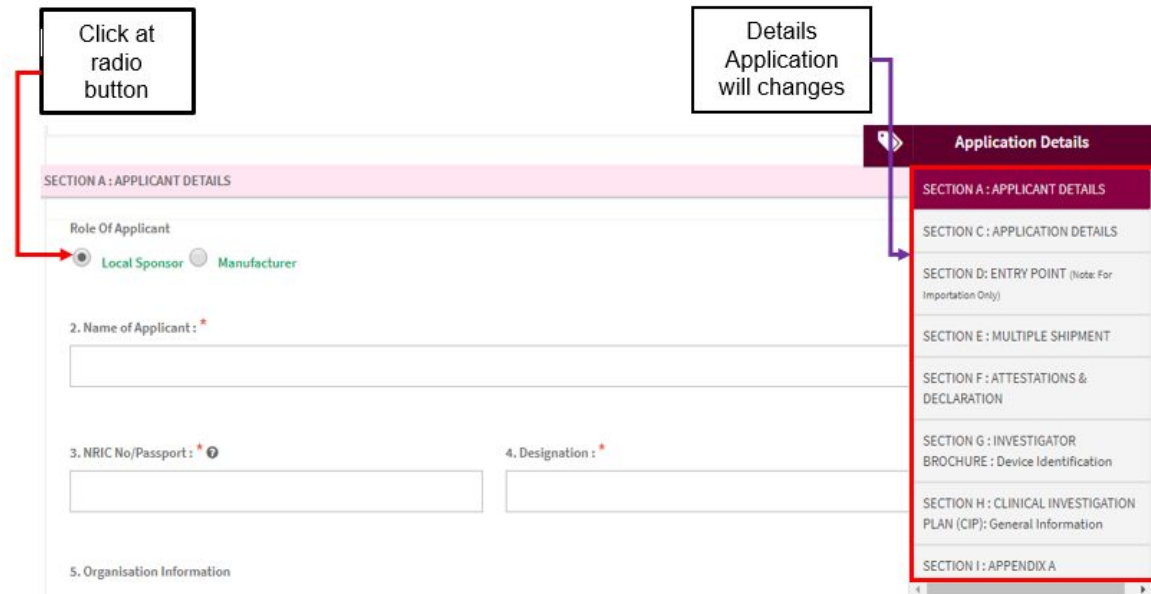 Click at
radio
button
Details
Application
will changes
Application Details
SECTION A : APPLICANT DETAILS
Role Of Applicant
Local Sponsor Manufacturer
2. Name of Applicant : *
3. NRIC No/Passport : * ?
4. Designation : *
5. Organisation Information
SECTION A : APPLICANT DETAILS
SECTION C : APPLICATION DETAILS
SECTION D: ENTRY POINT (Note: For
Importation Only)
SECTION E : MULTIPLE SHIPMENT
SECTION F : ATTESTATIONS &
DECLARATION
SECTION G : INVESTIGATOR
BROCHURE : Device Identification
SECTION H : CLINICAL INVESTIGATION
PLAN (CIP): General Information
SECTION I : APPENDIX A